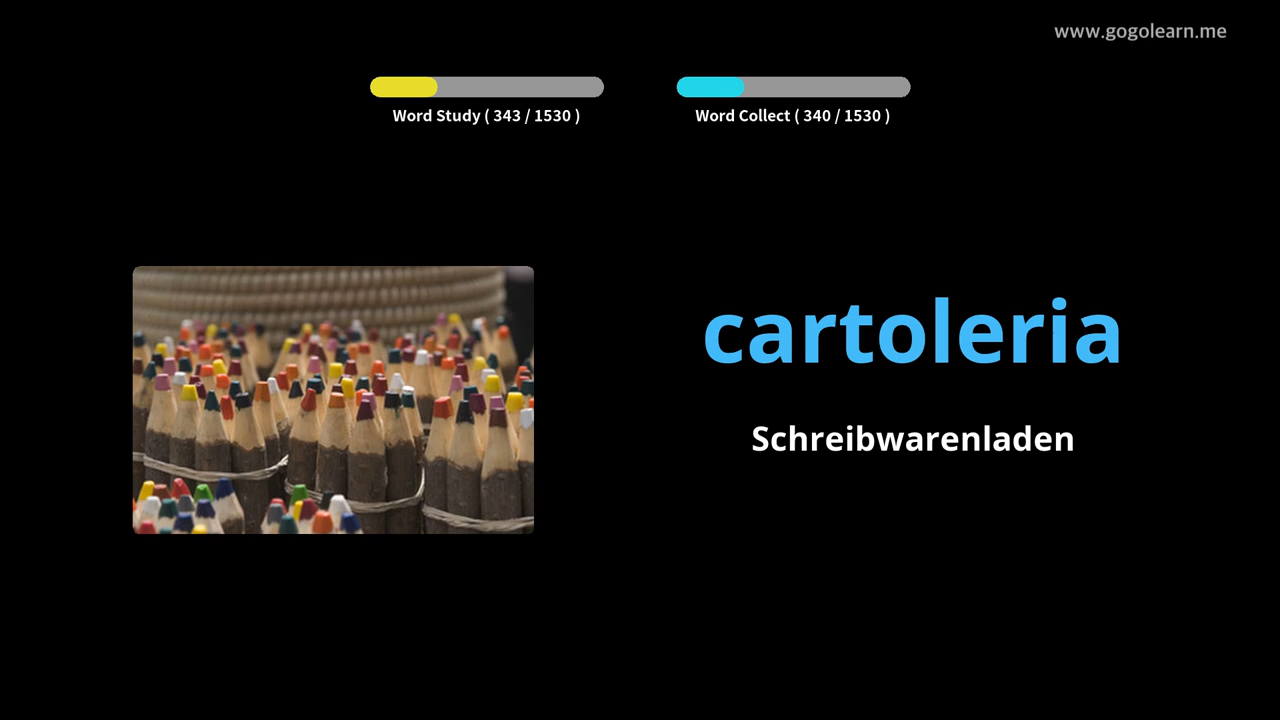 www.gogolearn.me
Word Study ( 343 / 1530 )
Word Collect ( 340 / 1530 )
cartoleria
Schreibwarenladen